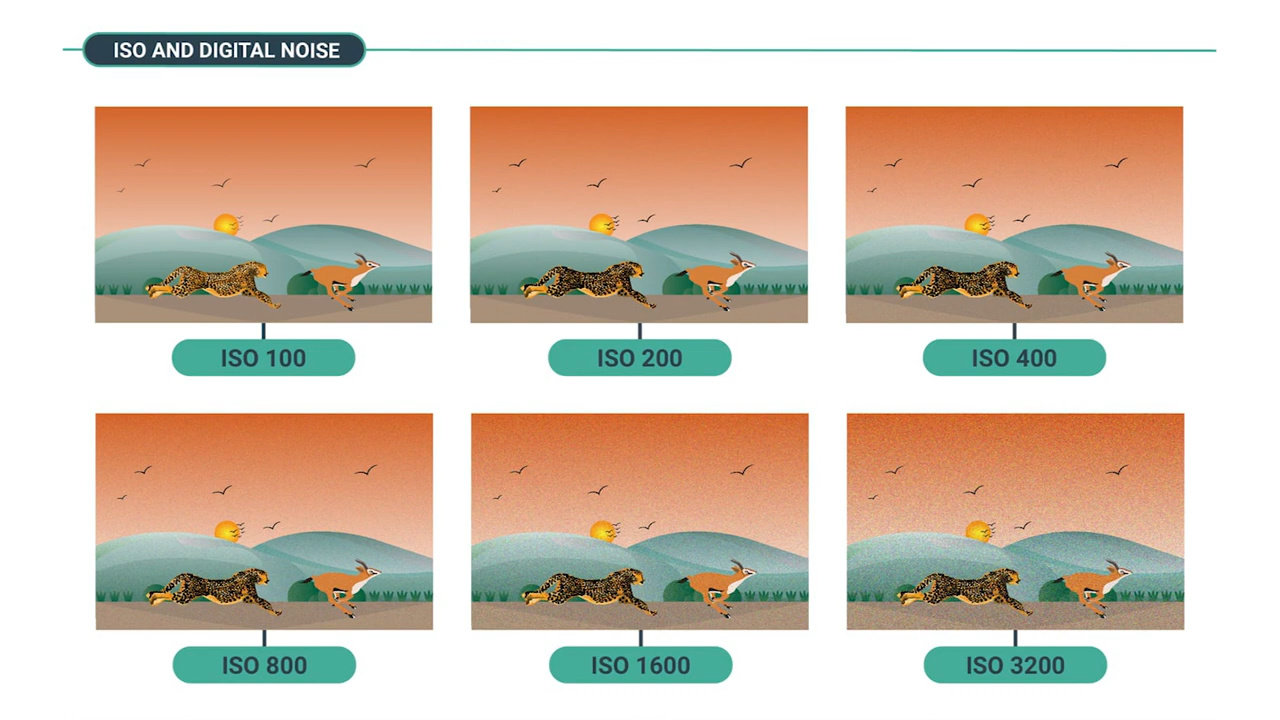 ISO AND DIGITAL NOISE
ISO 100
ISO 200
ISO 400
ISO 800
ISO 1600
ISO 3200